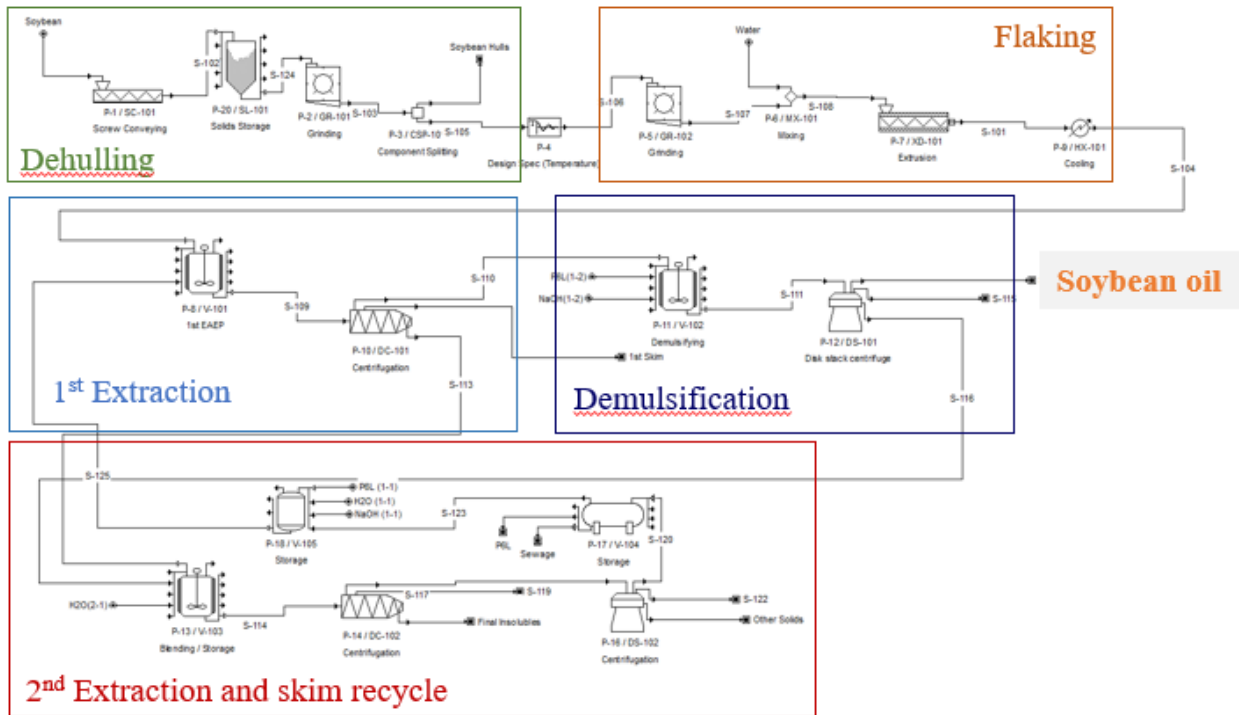 Soybean
S-102
P-1 / SC-101
Screw Conveying
P-20 / SL-101
Solids Storage
S-124
P-2 / GR-101
Grinding
S-103
Soybean Hulls
P-3 / CSP-10
Component Splitting
S-105
Dehulling
P-4
Design Spec (Temperature)
Flaking
S-106
P-5 / GR-102
Grinding
S-107
Water
P-6 / MX-101
Mixing
S-108
P-7 / XD-101
Extrusion
S-101
P-9 / HX-101
Cooling
S-104
P-8 / V-101
1st EAEP
S-109
S-110
P-10 / DC-101
Centrifugation
S-113
1st Extraction
P6L(1-2)
NaOH(1-2)
P-11 / V-102
Demulsifying
S-111
P-12 / DS-101
Disk stack centrifuge
Soybean oil
S-115
1st Skim
S-116
Demulsification
S-125
P6L (1-1)
H2O (1-1)
NaOH (1-1)
P-18 / V-105
Storage
S-123
P6L
Sewage
P-17 / V-104
Storage
S-120
H2O(2-1)
P-13 / V-103
Blending / Storage
S-114
P-14 / DC-102
Centrifugation
S-117
S-119
Final Insolubles
P-16 / DS-102
Centrifugation
S-122
Other Solids
2nd Extraction and skim recycle